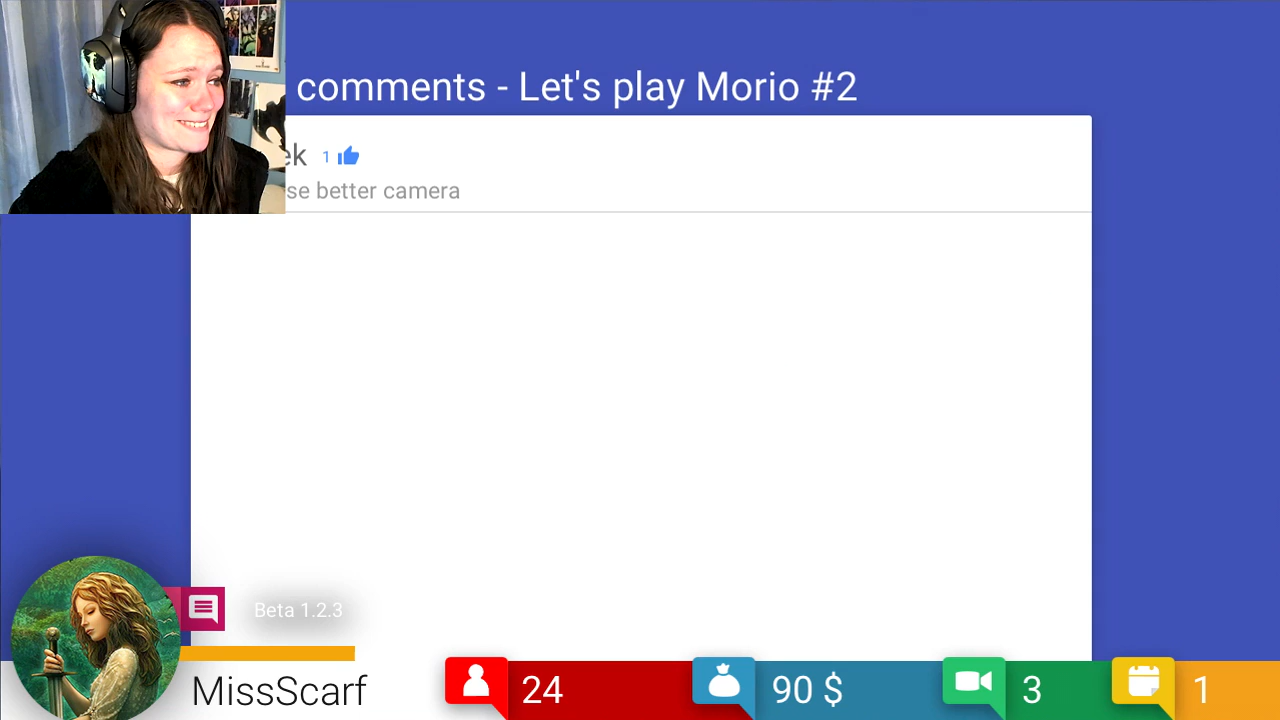 comments - Let's play Morio #2
ek 1
se better camera
Beta 1.2.3
MissScarf
24
90 $
3
1